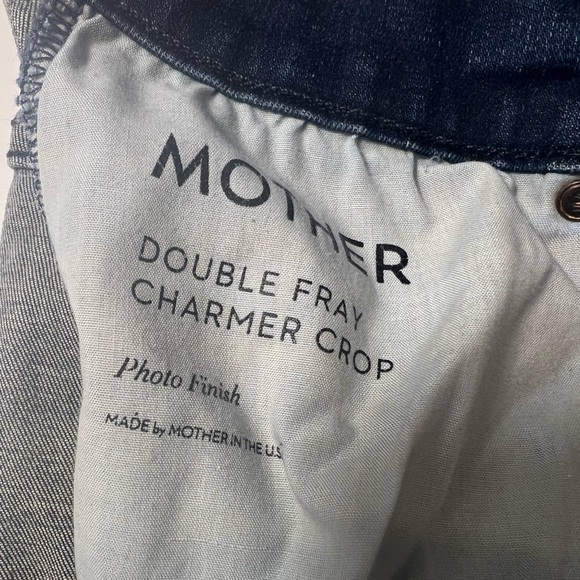 MOTHER
DOUBLE FRAY
CHARMER CROP
Photo Finish
MADE by MOTHER IN THE U.S